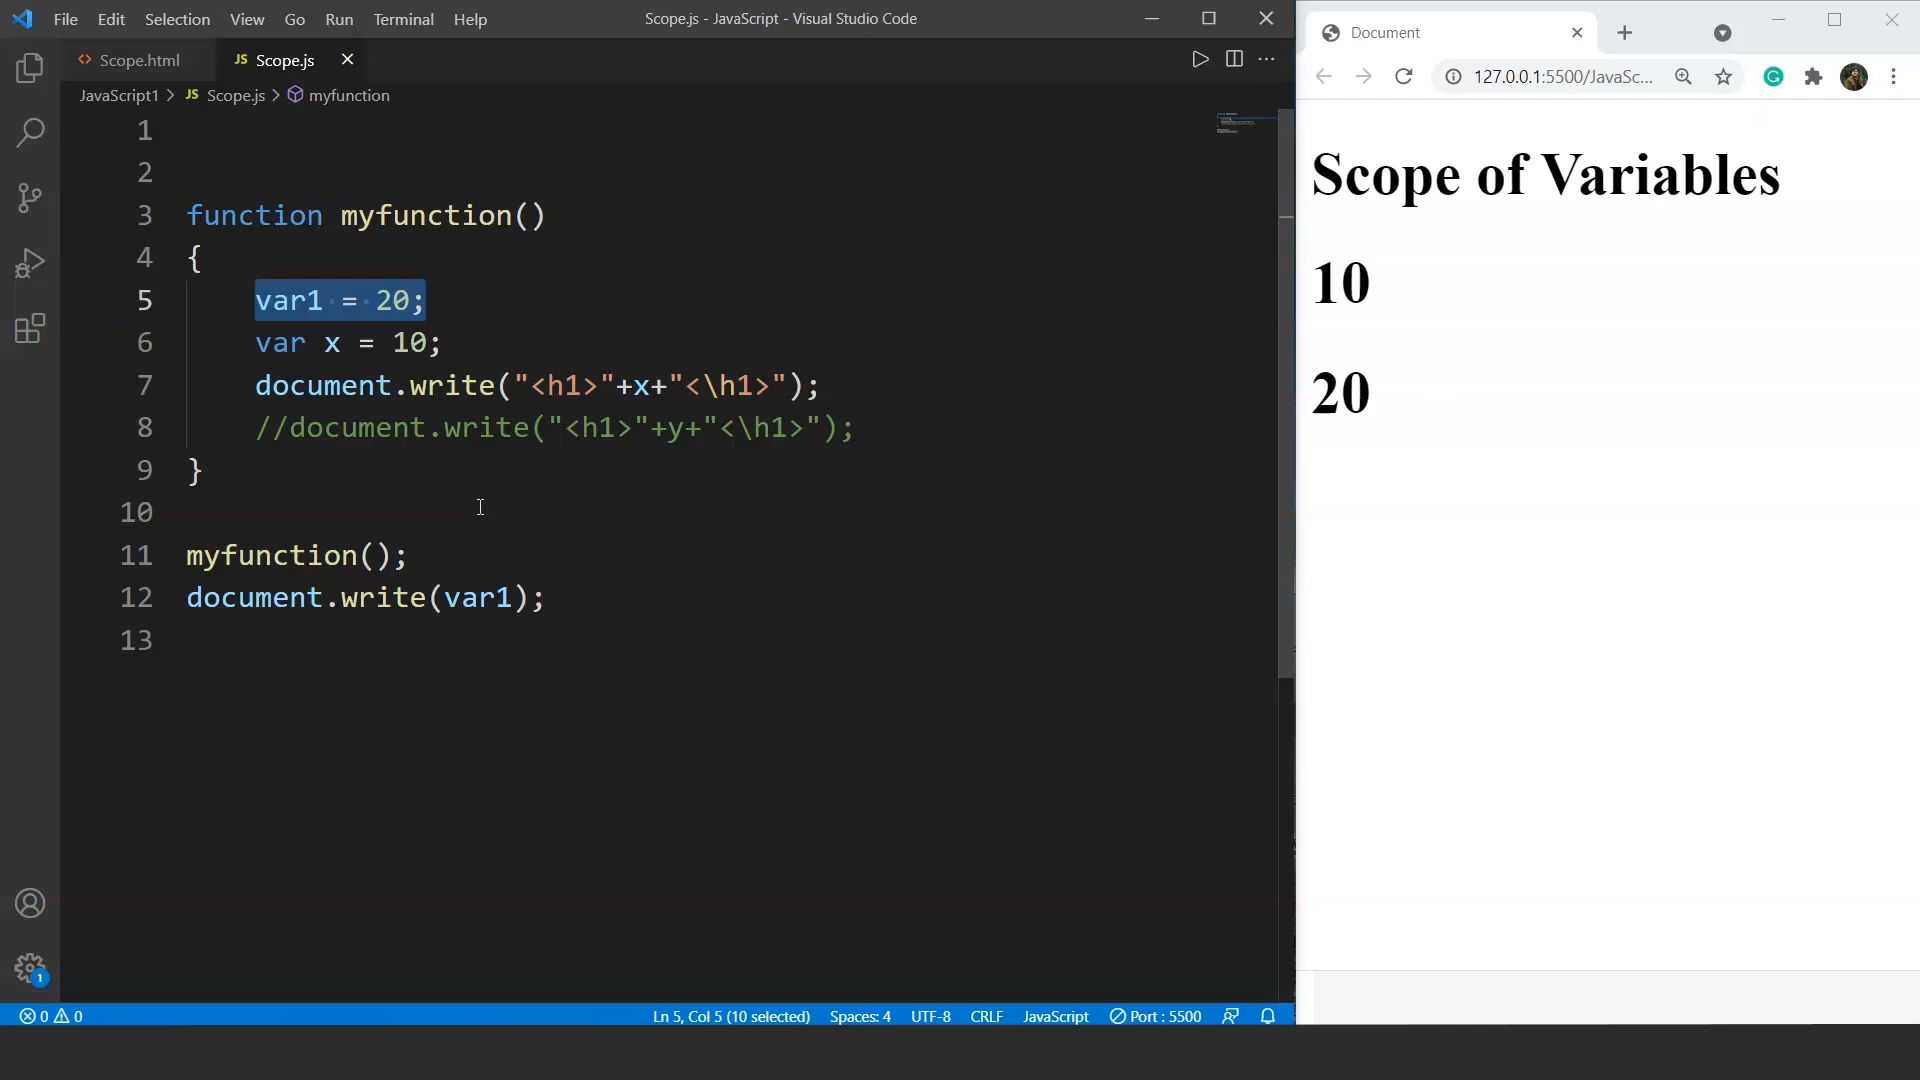 File Edit Selection View Go Run Terminal Help Scope.js - JavaScript - Visual Studio Code
Scope.html JS Scope.js
JavaScript1 > JS Scope.js > myfunction
1
2
3 function myfunction()
4 {
5 var1 = 20;
6 var x = 10;
7 document.write("<h1>"+x+"<\h1>");
8 //document.write("<h1>"+y+"<\h1>");
9 }
10
11 myfunction();
12 document.write(var1);
13
1
0 0 Ln 5, Col 5 (10 selected) Spaces: 4 UTF-8 CRLF JavaScript Port : 5500
Document
127.0.0.1:5500/JavaSc...
Scope of Variables
10
20